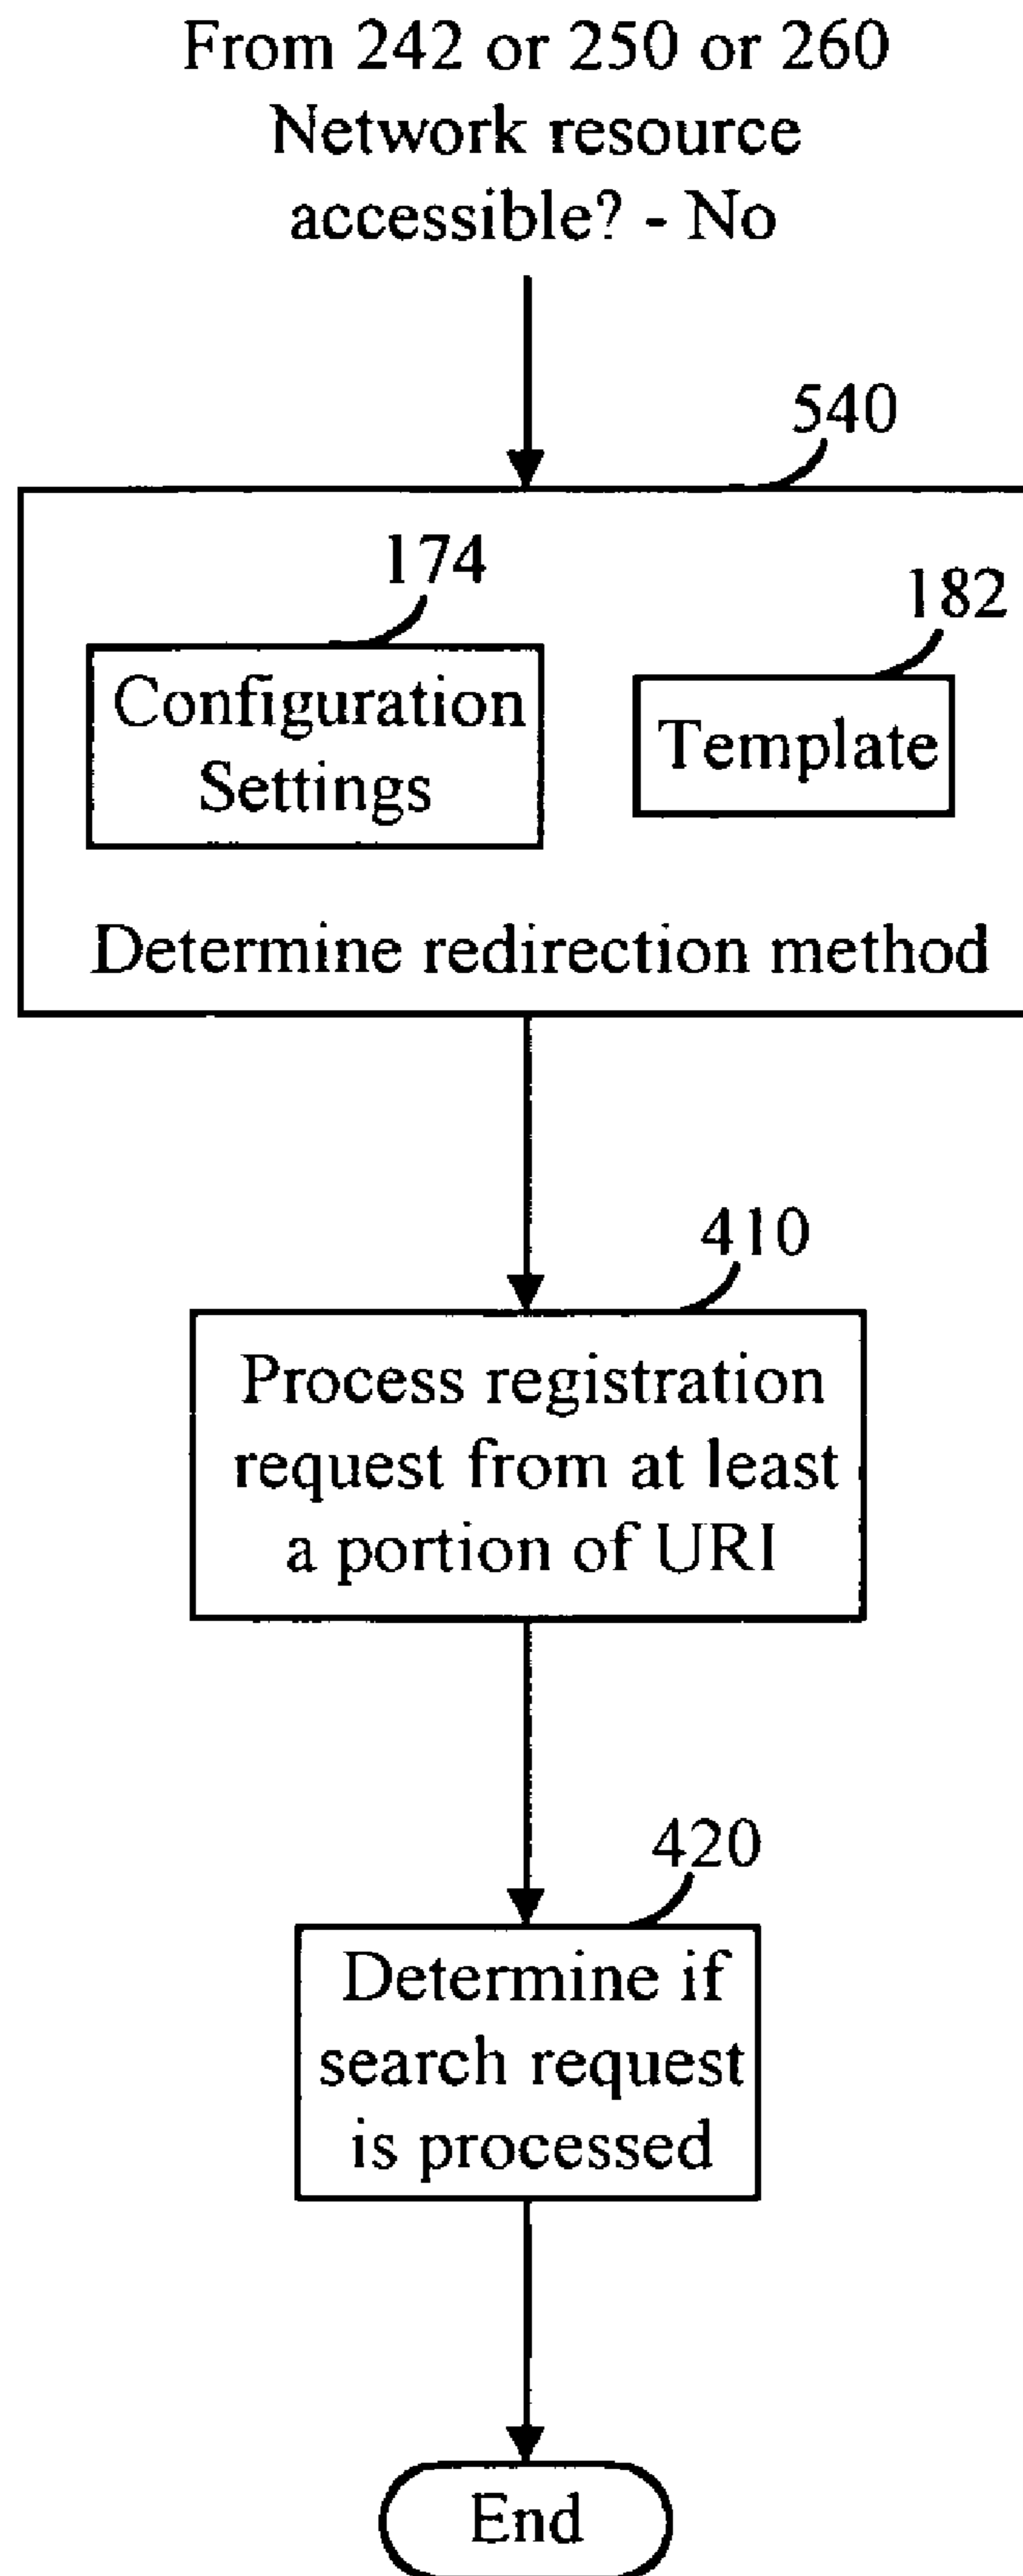 From 242 or 250 or 260
Network resource
accessible? - No
540
174
182
Configuration
Settings
Template
Determine redirection method
410
Process registration
request from at least
a portion of URI
420
Determine if
search request
is processed
End